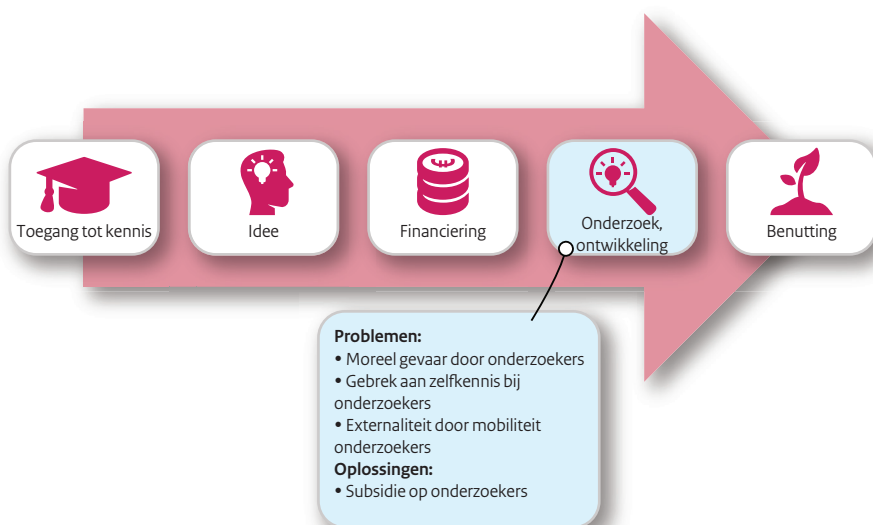 Toegang tot kennis
Idee
Financiering
Onderzoek,
ontwikkeling
Benutting
Problemen:
• Moreel gevaar door onderzoekers
• Gebrek aan zelfkennis bij
onderzoekers
• Externaliteit door mobiliteit
onderzoekers
Oplossingen:
• Subsidie op onderzoekers